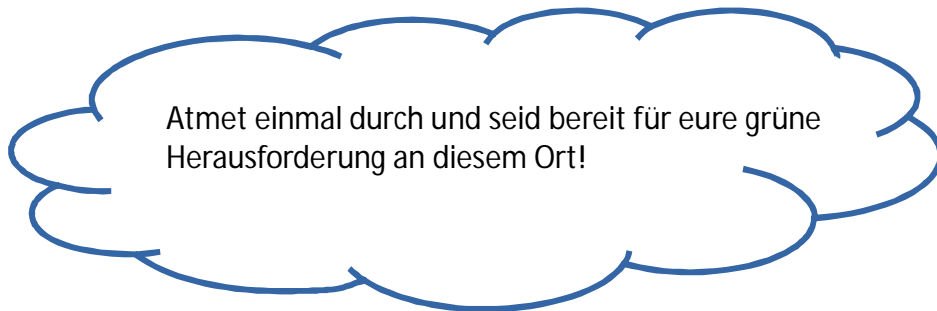 Atmet einmal durch und seid bereit für eure grüne
Herausforderung an diesem Ort!